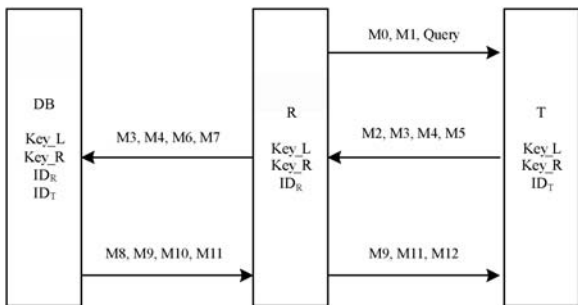 M0, M1, Query
DB
Key_L
Key_R
ID_R
ID_T
M3, M4, M6, M7
R
Key_L
Key_R
ID_R
M2, M3, M4, M5
T
Key_L
Key_R
ID_T
M8, M9, M10, M11
M9, M11, M12